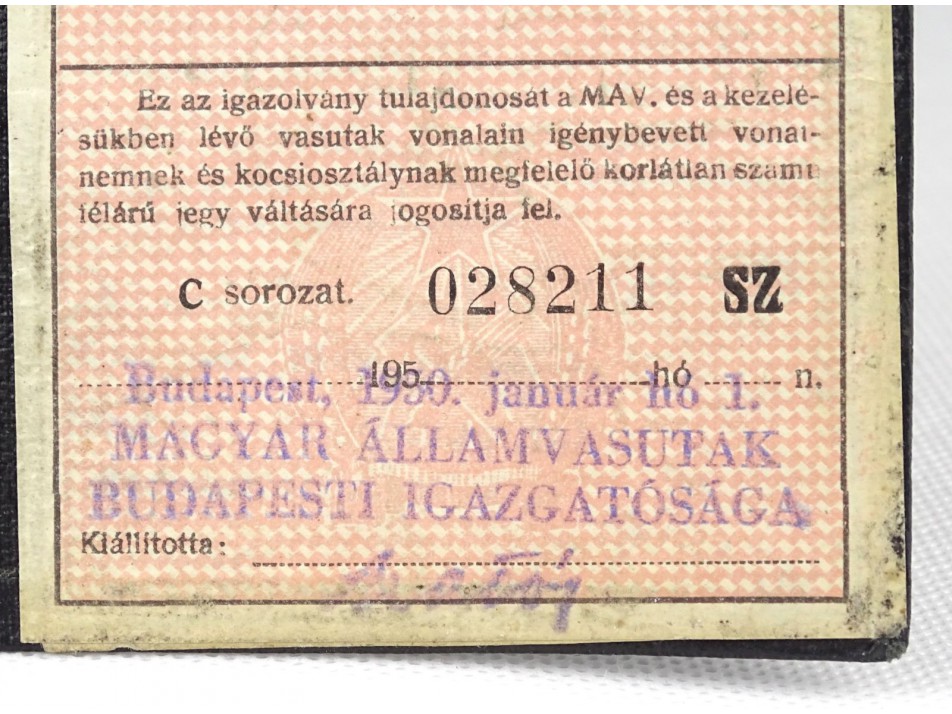 Ez az igazolvány tulajdonosát a MÁV. és a kezelé-
sükben lévő vasutak vonalain igénybevett vonat-
nemnek és kocsiosztálynak megfelelő korlátlan számú
félárú jegy váltására jogosítja fel.
C sorozat. 028211 SZ
195 hó n.
Budapest, 1950. január hó 1.
MAGYAR ÁLLAMVASUTAK
BUDAPESTI IGAZGATÓSÁGA
Kiállította: